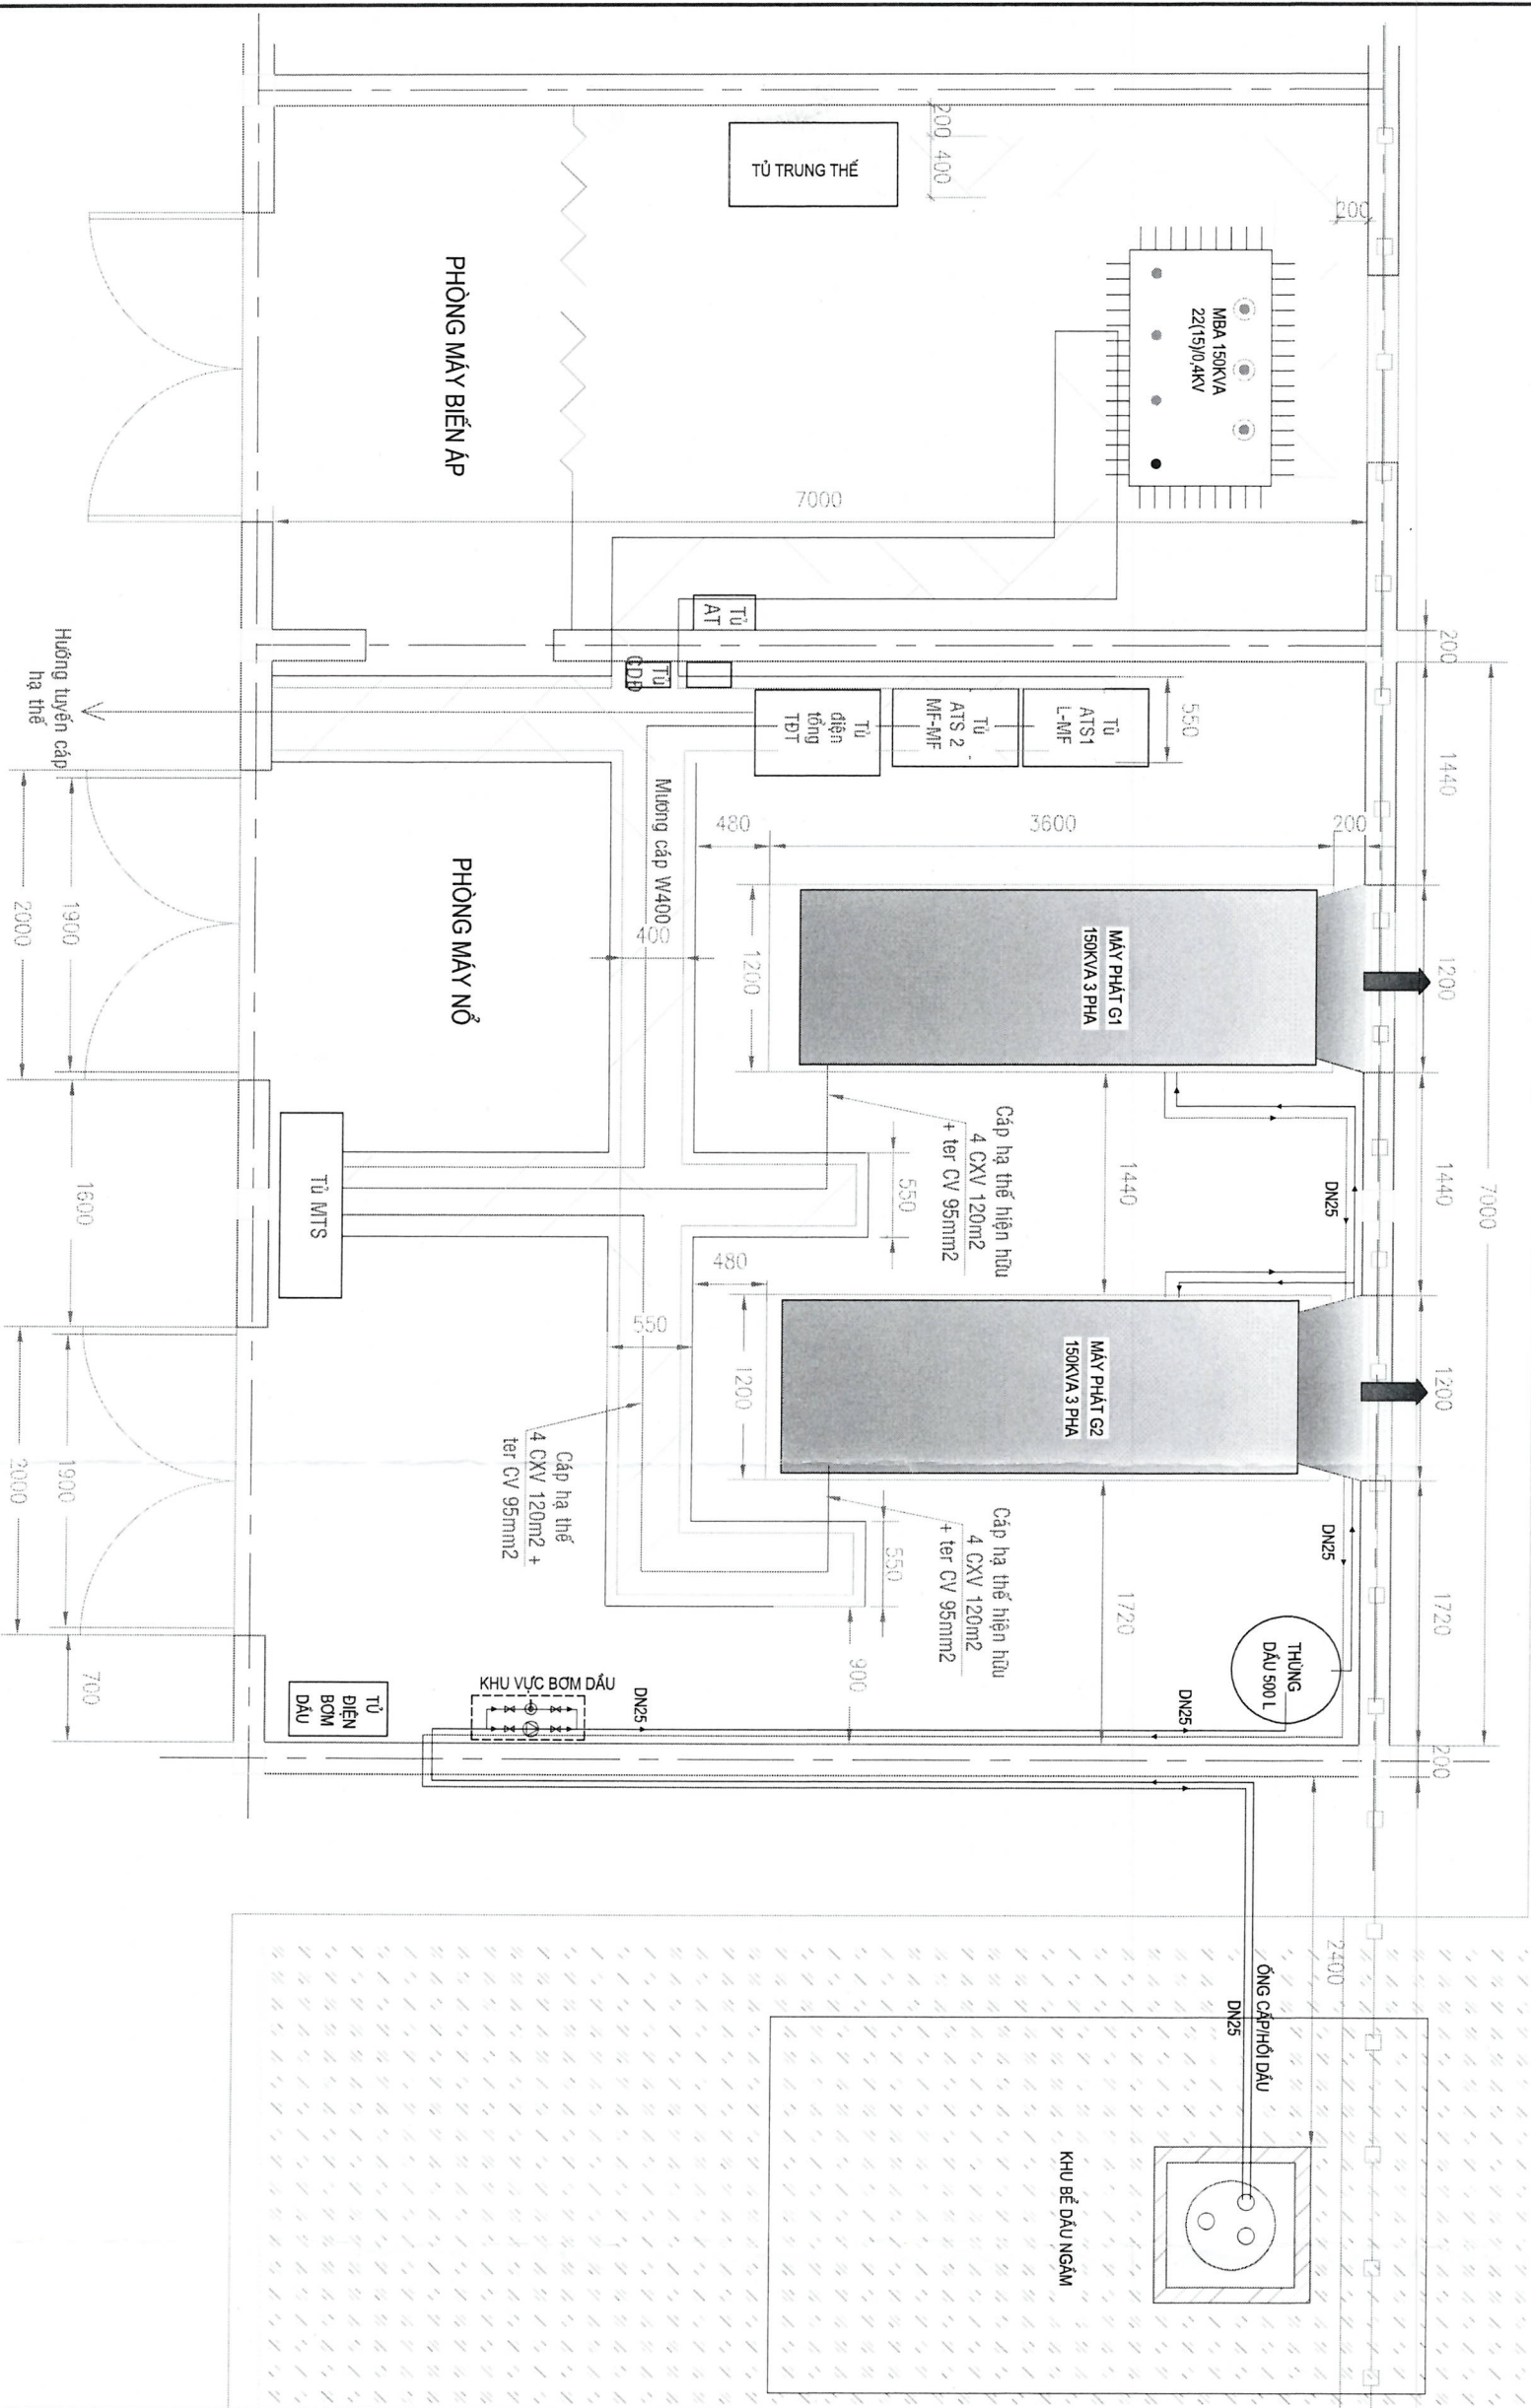 TỦ TRUNG THẾ
200
400
200
MBA 150KVA
22(15)/0,4KV
PHÒNG MÁY BIẾN ÁP
7000
Tủ
AT
Tủ
CDĐ
Hướng tuyến cáp
hạ thế
Tủ
điện
tổng
TĐT
Tủ
ATS 2
MF-MF
Tủ
ATS1
L-MF
550
200
1440
1200
1440
7000
1200
1720
200
480
3600
200
Mương cáp W400
400
1200
MÁY PHÁT G1
150KVA 3 PHA
PHÒNG MÁY NỔ
1900
2000
1600
1900
2000
700
TỦ MTS
Cáp hạ thế hiện hữu
4 CXV 120m2
+ ter CV 95mm2
550
1440
DN25
480
550
1200
MÁY PHÁT G2
150KVA 3 PHA
Cáp hạ thế
4 CXV 120m2 +
ter CV 95mm2
Cáp hạ thế hiện hữu
4 CXV 120m2
+ ter CV 95mm2
550
1720
DN25
900
THÙNG
DẦU 500 L
TỦ
ĐIỆN
BƠM
DẦU
KHU VỰC BƠM DẦU
DN25
DN25
2400
ỐNG CẤP/HỒI DẦU
DN25
KHU BỂ DẦU NGẦM